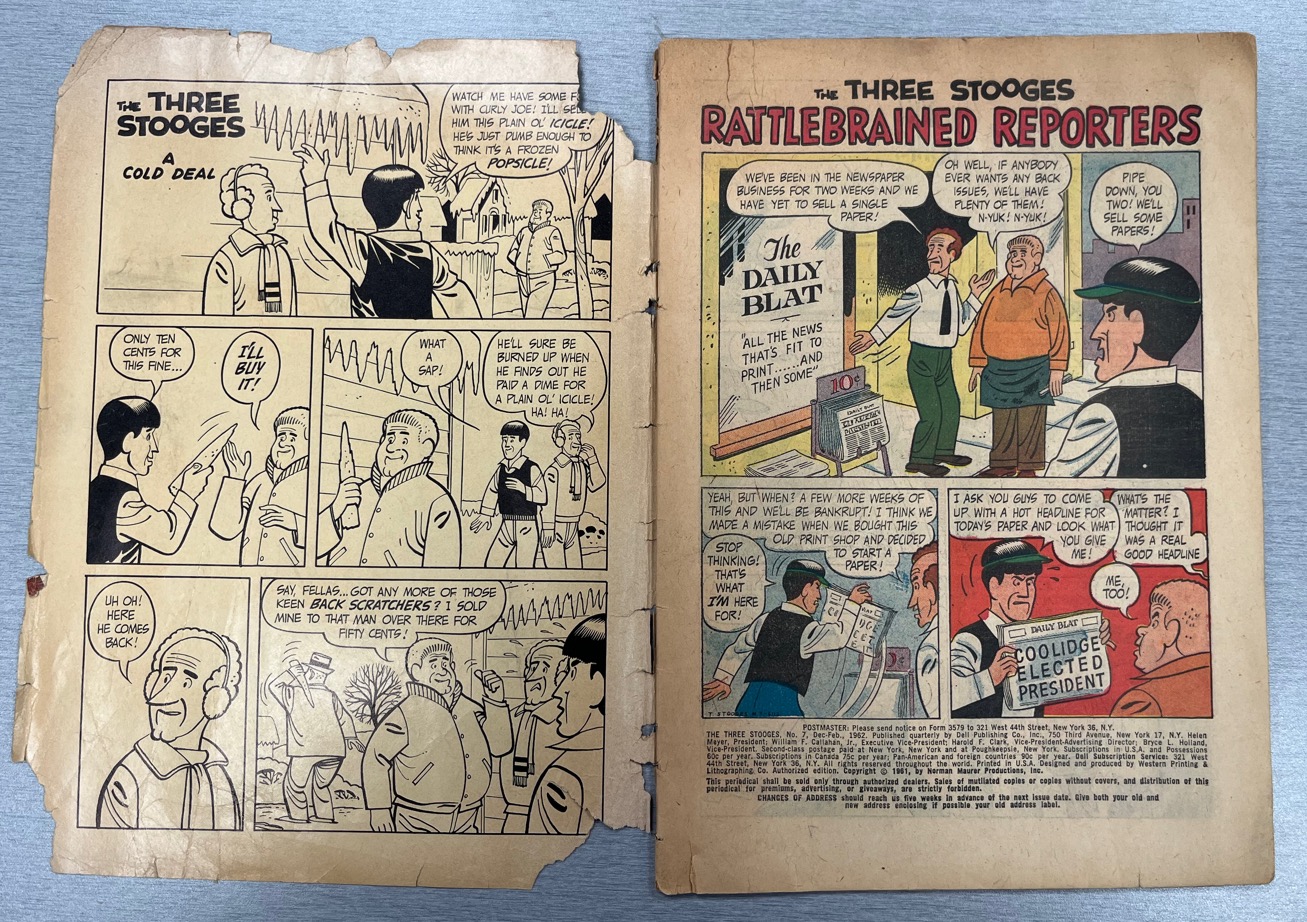 THE THREE
STOOGES
A
COLD DEAL
WATCH ME HAVE SOME
WITH CURLY JOE! I'LL
HIM THIS PLAIN OL' ICICLE!
HE'S JUST DUMB ENOUGH TO
THINK IT'S A FROZEN
POPSICLE!
ONLY TEN
CENTS FOR
THIS FINE...
I'LL
BUY
IT!
WHAT
A
SAP!
HE'LL SURE BE
BURNED UP WHEN
HE FINDS OUT HE
PAID A DIME FOR
A PLAIN OL' ICICLE!
HA! HA!
UH OH!
HERE
HE COMES
BACK!
SAY, FELLAS...GOT ANY MORE OF THOSE
KEEN BACK SCRATCHERS? I SOLD
MINE TO THAT MAN OVER THERE FOR
FIFTY CENTS!
THE THREE STOOGES
RATTLEBRAINED REPORTERS
WE'VE BEEN IN THE NEWSPAPER
BUSINESS FOR TWO WEEKS AND WE
HAVE YET TO SELL A SINGLE
PAPER!
OH WELL, IF ANYBODY
EVER WANTS ANY BACK
ISSUES, WE'LL HAVE
PLENTY OF THEM!
N-YUK! N-YUK!
PIPE
DOWN, YOU
TWO! WE'LL
SELL SOME
PAPERS!
The
DAILY
BLAT
"ALL THE NEWS
THAT'S FIT TO
PRINT......AND
THEN SOME"
10¢
DAILY BLAT
YEAH, BUT WHEN? A FEW MORE WEEKS OF
THIS AND WE'LL BE BANKRUPT! I THINK WE
MADE A MISTAKE WHEN WE BOUGHT THIS
OLD PRINT SHOP AND DECIDED
TO START A
PAPER!
STOP
THINKING!
THAT'S
WHAT
I'M HERE
FOR!
I ASK YOU GUYS TO COME
UP WITH A HOT HEADLINE FOR
TODAY'S PAPER AND LOOK WHAT
YOU GIVE
ME!
WHAT'S THE
MATTER? I
THOUGHT IT
WAS A REAL
GOOD HEADLINE
ME,
TOO!
DAILY BLAT
COOLIDGE
ELECTED
PRESIDENT
POSTMASTER: Please send notice on Form 3579 to 321 West 44th Street, New York 36, N.Y.
THE THREE STOOGES, No. 7, Dec-Feb., 1962. Published quarterly by Dell Publishing Co., Inc., 750 Third Avenue, New York 17, N.Y. Helen
Meyer, President; William F. Callahan, Jr., Executive Vice-President; Harold F. Clark, Vice-President-Advertising Director; Bryce L. Holland,
Vice-President. Second-class postage paid at New York, New York and at Poughkeepsie, New York. Subscriptions in U.S.A. and Possessions
60c per year. Subscriptions in Canada 75c per year; Pan-American and foreign countries 90c per year. Dell Subscription Service: 321 West
44th Street, New York 36, N.Y. All rights reserved throughout the world. Printed in U.S.A. Designed and produced by Western Printing &
Lithographing. Co. Authorized edition. Copyright © 1961, by Norman Maurer Productions, Inc.
This periodical shall be sold only through authorized dealers. Sales of mutilated copies or copies without covers, and distribution of this
periodical for premiums, advertising, or giveaways, are strictly forbidden.
CHANGES OF ADDRESS should reach us five weeks in advance of the next issue date. Give both your old and
new address enclosing if possible your old address label.